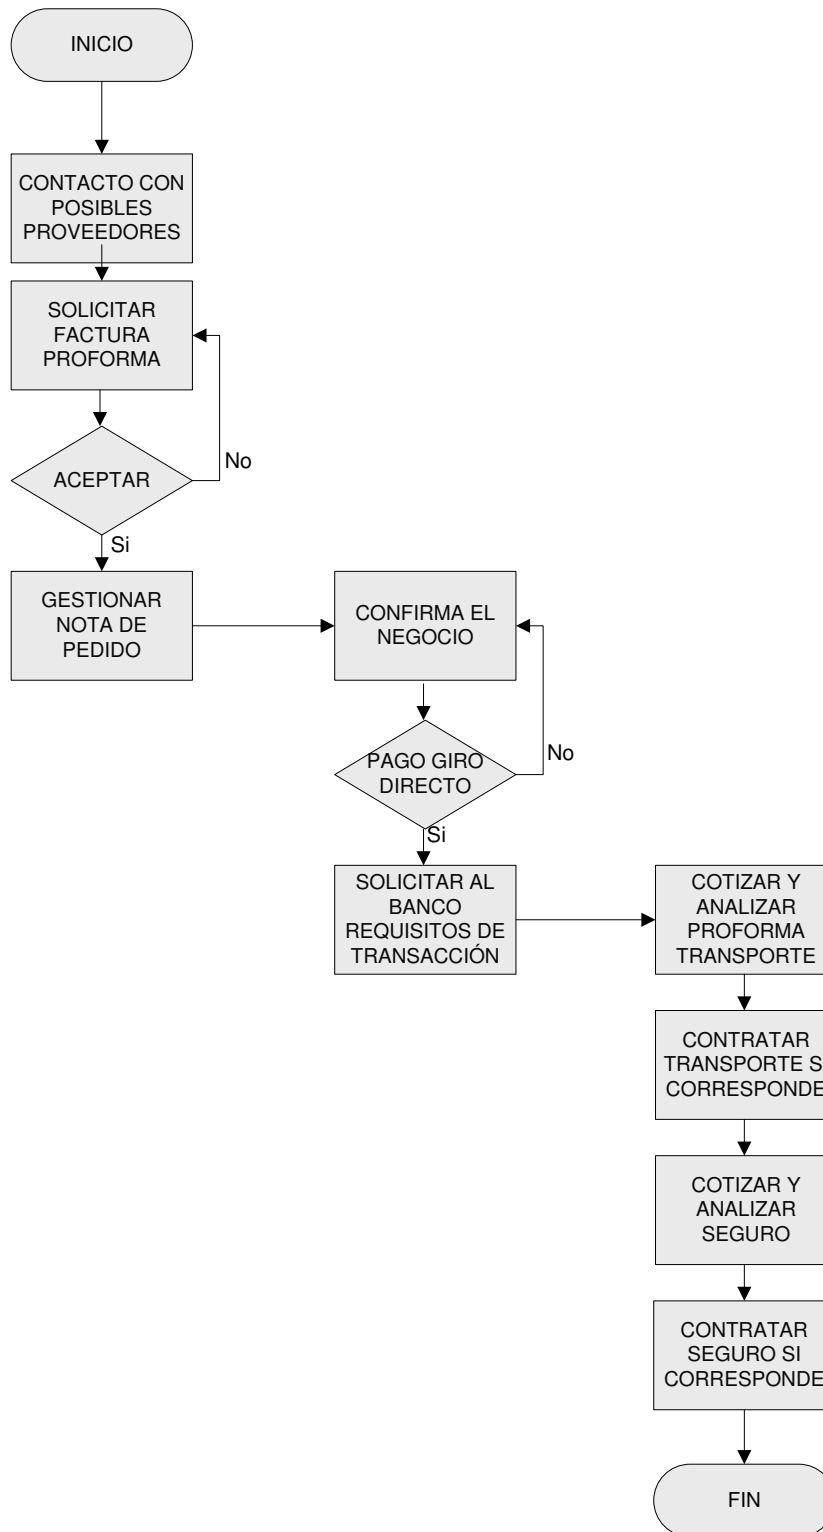 INICIO
CONTACTO CON
POSIBLES
PROVEEDORES
SOLICITAR
FACTURA
PROFORMA
ACEPTAR
No
Si
GESTIONAR
NOTA DE
PEDIDO
CONFIRMA EL
NEGOCIO
PAGO GIRO
DIRECTO
No
Si
SOLICITAR AL
BANCO
REQUISITOS DE
TRANSACCIÓN
COTIZAR Y
ANALIZAR
PROFORMA
TRANSPORTE
CONTRATAR
TRANSPORTE S
CORRESPONDE
COTIZAR Y
ANALIZAR
SEGURO
CONTRATAR
SEGURO SI
CORRESPONDE
FIN